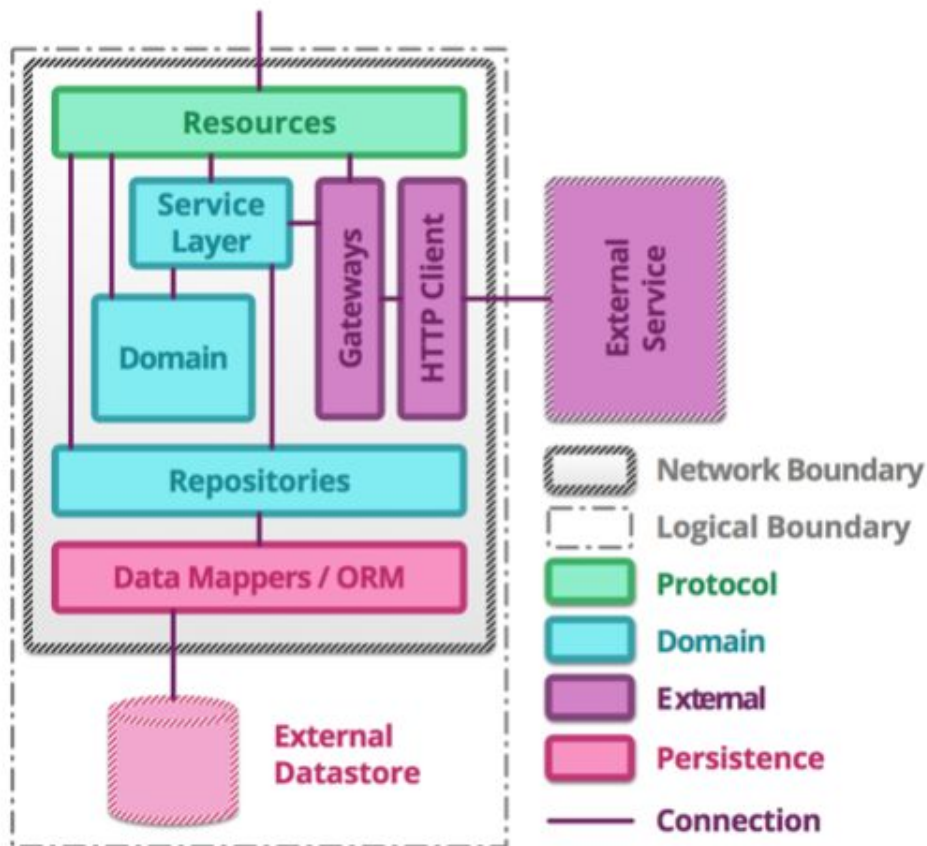 Resources
Service
Layer
Gateways
HTTP Client
External
Service
Domain
Repositories
Data Mappers / ORM
External
Datastore
Network Boundary
Logical Boundary
Protocol
Domain
External
Persistence
Connection